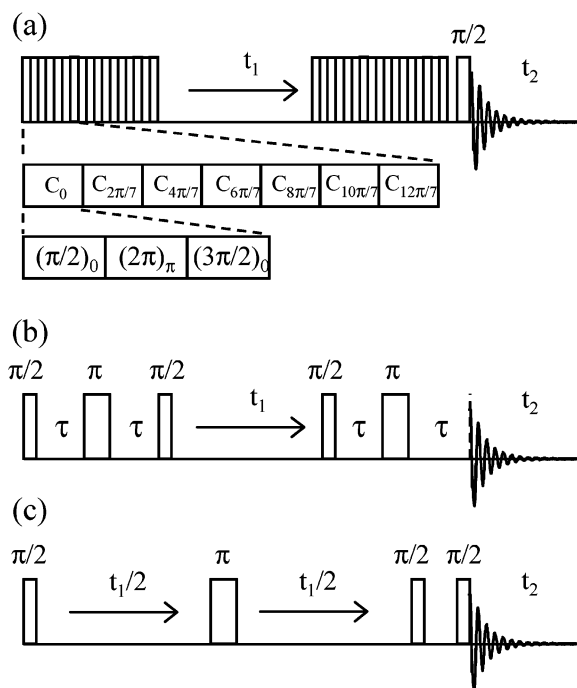 (a)
π/2
t₁ t₂
C₀ C₂π/₇ C₄π/₇ C₆π/₇ C₈π/₇ C₁₀π/₇ C₁₂π/₇
(π/2)₀ (2π)π (3π/2)₀
(b)
π/2 π π/2 t₁ π/2 π t₂
τ τ τ τ
(c)
π/2 t₁/2 π t₁/2 π/2 π/2 t₂